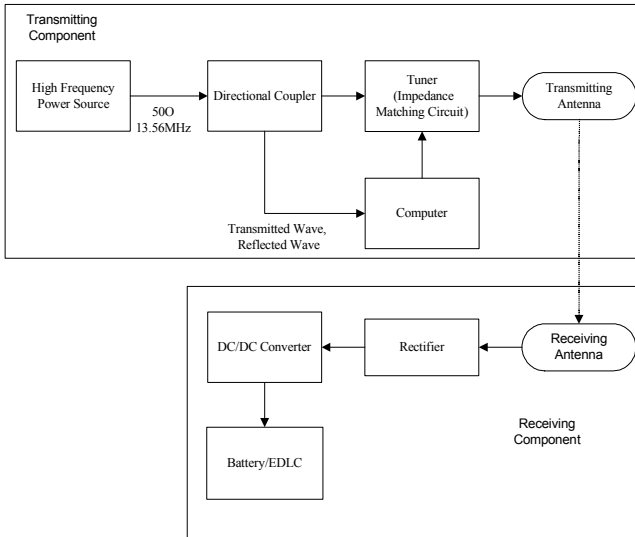 Transmitting
Component
High Frequency
Power Source
50O
13.56MHz
Directional Coupler
Tuner
(Impedance
Matching Circuit)
Transmitting
Antenna
Transmitted Wave,
Reflected Wave
Computer
DC/DC Converter
Rectifier
Receiving
Antenna
Battery/EDLC
Receiving
Component